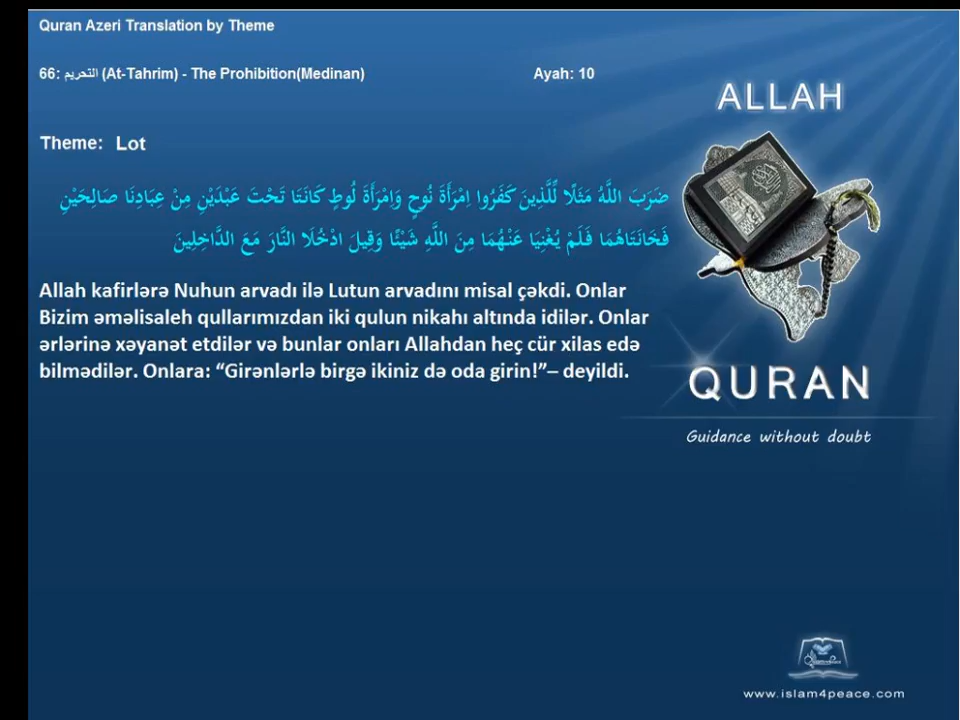 Quran Azeri Translation by Theme
66: التحريم (At-Tahrim) - The Prohibition(Medinan) Ayah: 10
ALLAH
Theme: Lot
ضَرَبَ اللَّهُ مَثَلًا لِّلَّذِينَ كَفَرُوا اِمْرَأَةَ نُوحٍ وَاِمْرَأَةَ لُوطٍ كَانَتَا تَحْتَ عَبْدَيْنِ مِنْ عِبَادِنَا صَالِحَيْنِ
فَخَانَتَاهُمَا فَلَمْ يُغْنِيَا عَنْهُمَا مِنَ اللَّهِ شَيْئًا وَقِيلَ ادْخُلَا النَّارَ مَعَ الدَّاخِلِينَ
Allah kafirlərə Nuhun arvadı ilə Lutun arvadını misal çəkdi. Onlar
Bizim əməlisaleh qullarımızdan iki qulun nikahı altında idilər. Onlar
ərlərinə xəyanət etdilər və bunlar onları Allahdan heç cür xilas edə
bilmədilər. Onlara: “Girənlərlə birgə ikiniz də oda girin!”– deyildi.
QURAN
Guidance without doubt
www.islam4peace.com